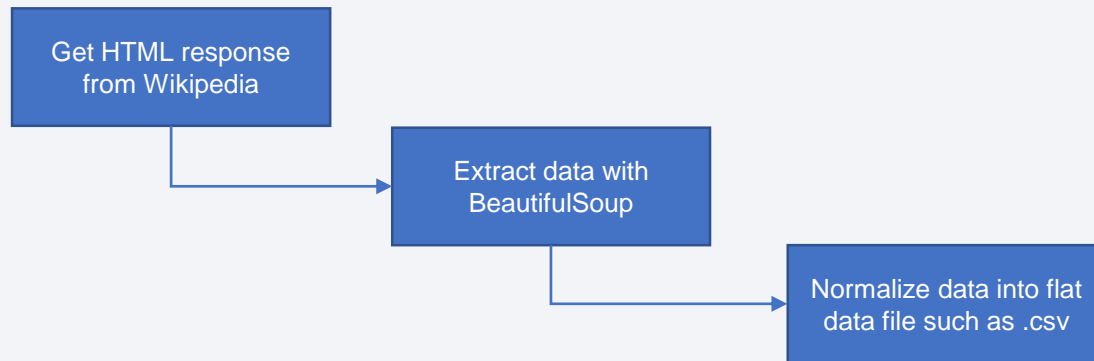 Get HTML response
from Wikipedia
Extract data with
BeautifulSoup
Normalize data into flat
data file such as .csv